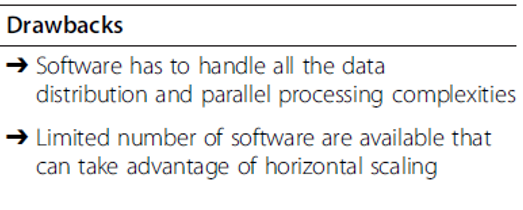 Drawbacks
➔ Software has to handle all the data
distribution and parallel processing complexities
➔ Limited number of software are available that
can take advantage of horizontal scaling